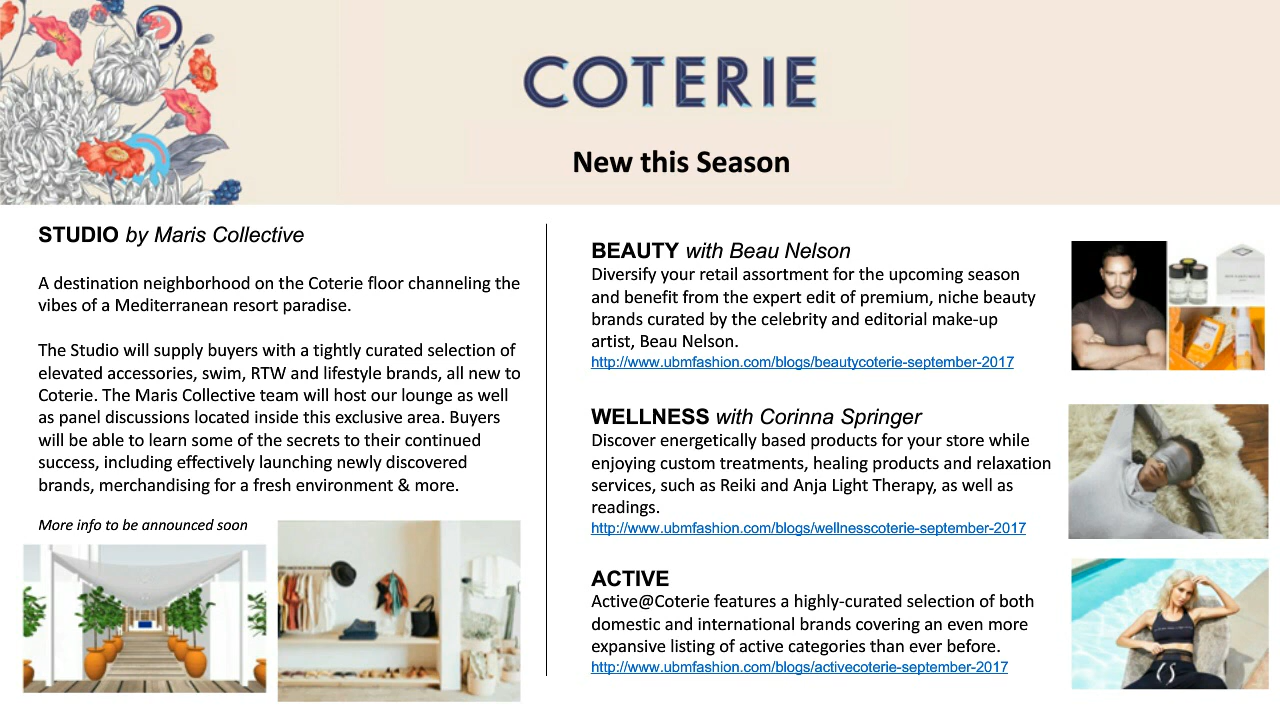 COTERIE
New this Season
STUDIO by Maris Collective
A destination neighborhood on the Coterie floor channeling the
vibes of a Mediterranean resort paradise.
The Studio will supply buyers with a tightly curated selection of
elevated accessories, swim, RTW and lifestyle brands, all new to
Coterie. The Maris Collective team will host our lounge as well
as panel discussions located inside this exclusive area. Buyers
will be able to learn some of the secrets to their continued
success, including effectively launching newly discovered
brands, merchandising for a fresh environment & more.
More info to be announced soon
BEAUTY with Beau Nelson
Diversify your retail assortment for the upcoming season
and benefit from the expert edit of premium, niche beauty
brands curated by the celebrity and editorial make-up
artist, Beau Nelson.
http://www.ubmfashion.com/blogs/beautycoterie-september-2017
WELLNESS with Corinna Springer
Discover energetically based products for your store while
enjoying custom treatments, healing products and relaxation
services, such as Reiki and Anja Light Therapy, as well as
readings.
http://www.ubmfashion.com/blogs/wellnesscoterie-september-2017
ACTIVE
Active@Coterie features a highly-curated selection of both
domestic and international brands covering an even more
expansive listing of active categories than ever before.
http://www.ubmfashion.com/blogs/activecoterie-september-2017